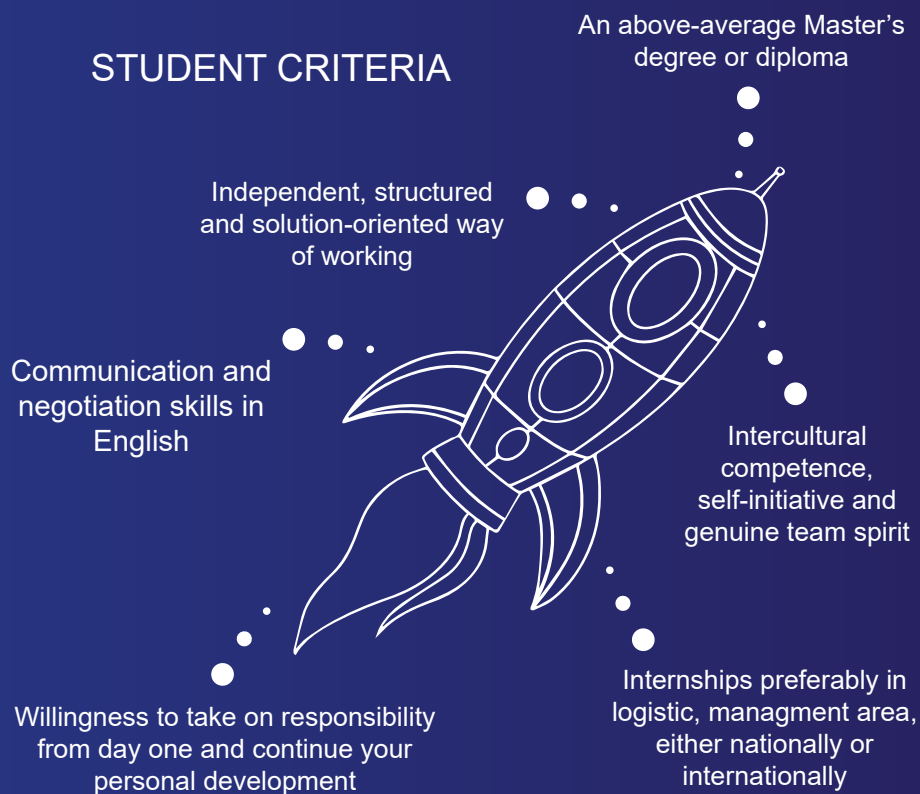 STUDENT CRITERIA
An above-average Master's
degree or diploma
Independent, structured
and solution-oriented way
of working
Communication and
negotiation skills in
English
Intercultural
competence,
self-initiative and
genuine team spirit
Willingness to take on responsibility
from day one and continue your
personal development
Internships preferably in
logistic, managment area,
either nationally or
internationally